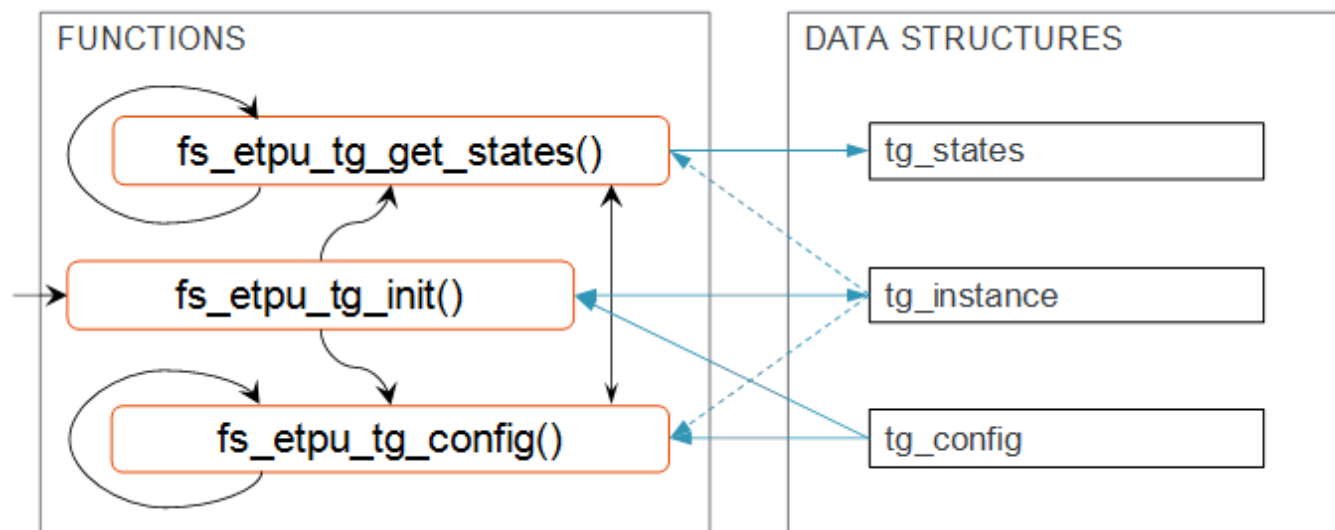 FUNCTIONS
fs_etpu_tg_get_states()
fs_etpu_tg_init()
fs_etpu_tg_config()
DATA STRUCTURES
tg_states
tg_instance
tg_config